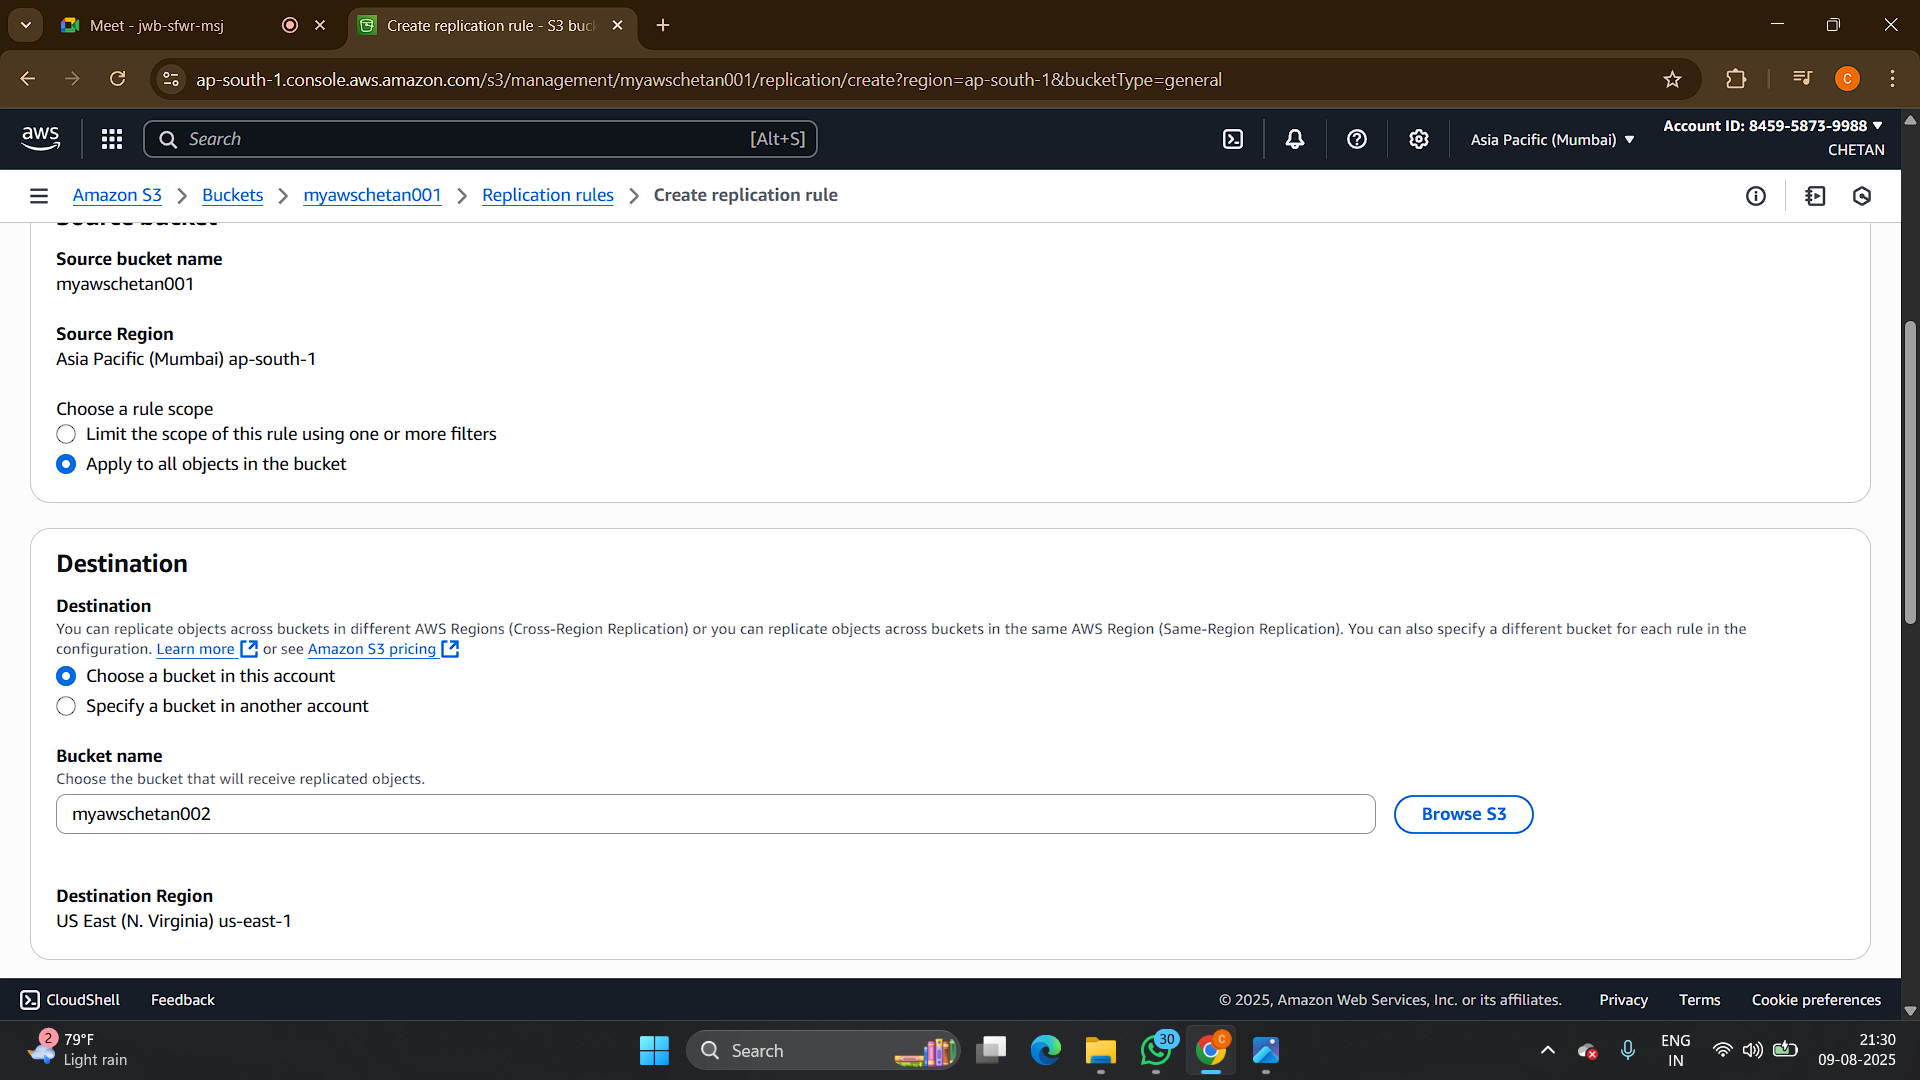 Meet - jwb-sfwr-msj
Create replication rule - S3 buc
ap-south-1.console.aws.amazon.com/s3/management/myawschetan001/replication/create?region=ap-south-1&bucketType=general
C
aws
Search
[Alt+S]
Asia Pacific (Mumbai)
Account ID: 8459-5873-9988
CHETAN
Amazon S3
Buckets
myawschetan001
Replication rules
Create replication rule
Source bucket
Source bucket name
myawschetan001
Source Region
Asia Pacific (Mumbai) ap-south-1
Choose a rule scope
Limit the scope of this rule using one or more filters
Apply to all objects in the bucket
Destination
Destination
You can replicate objects across buckets in different AWS Regions (Cross-Region Replication) or you can replicate objects across buckets in the same AWS Region (Same-Region Replication). You can also specify a different bucket for each rule in the
configuration. Learn more or see Amazon S3 pricing
Choose a bucket in this account
Specify a bucket in another account
Bucket name
Choose the bucket that will receive replicated objects.
myawschetan002
Browse S3
Destination Region
US East (N. Virginia) us-east-1
CloudShell
Feedback
© 2025, Amazon Web Services, Inc. or its affiliates.
Privacy
Terms
Cookie preferences
2
79°F
Light rain
Search
30
C
ENG
IN
21:30
09-08-2025